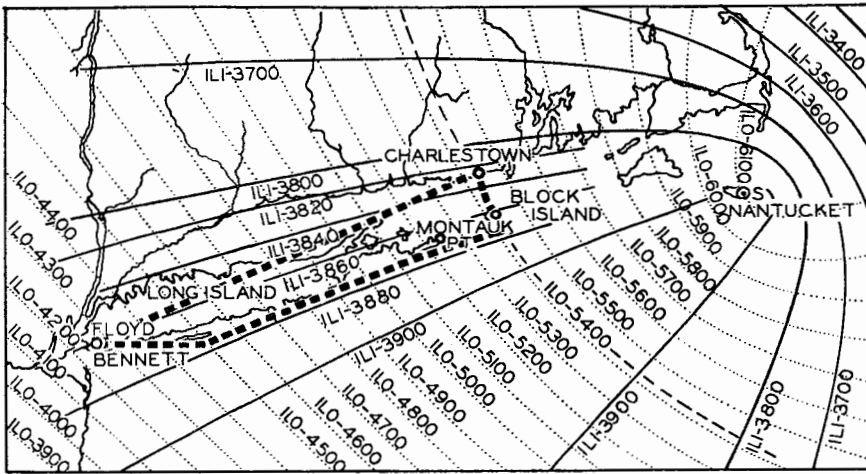 ILI-3400
ILI-3500
ILI-3600
ILI-3700
ILO-6100
ILO-6000
ILO-5900
ILO-5800
ILO-5700
ILO-5600
ILO-5500
ILO-5400
ILO-5300
ILO-5200
ILO-5100
ILO-5000
ILO-4900
ILO-4800
ILO-4700
ILO-4600
ILO-4500
CHARLESTOWN
ILI-3800
ILI-3820
ILI-3840
ILI-3860
ILI-3880
ILI-3900
BLOCK
ISLAND
MONTAUK
PT.
S
NANTUCKET
LONG ISLAND
FLOYD
BENNETT
ILO-4400
ILO-4300
ILO-4200
ILO-4100
ILO-4000
ILO-3900
ILI-3900
ILI-3800
ILI-3700